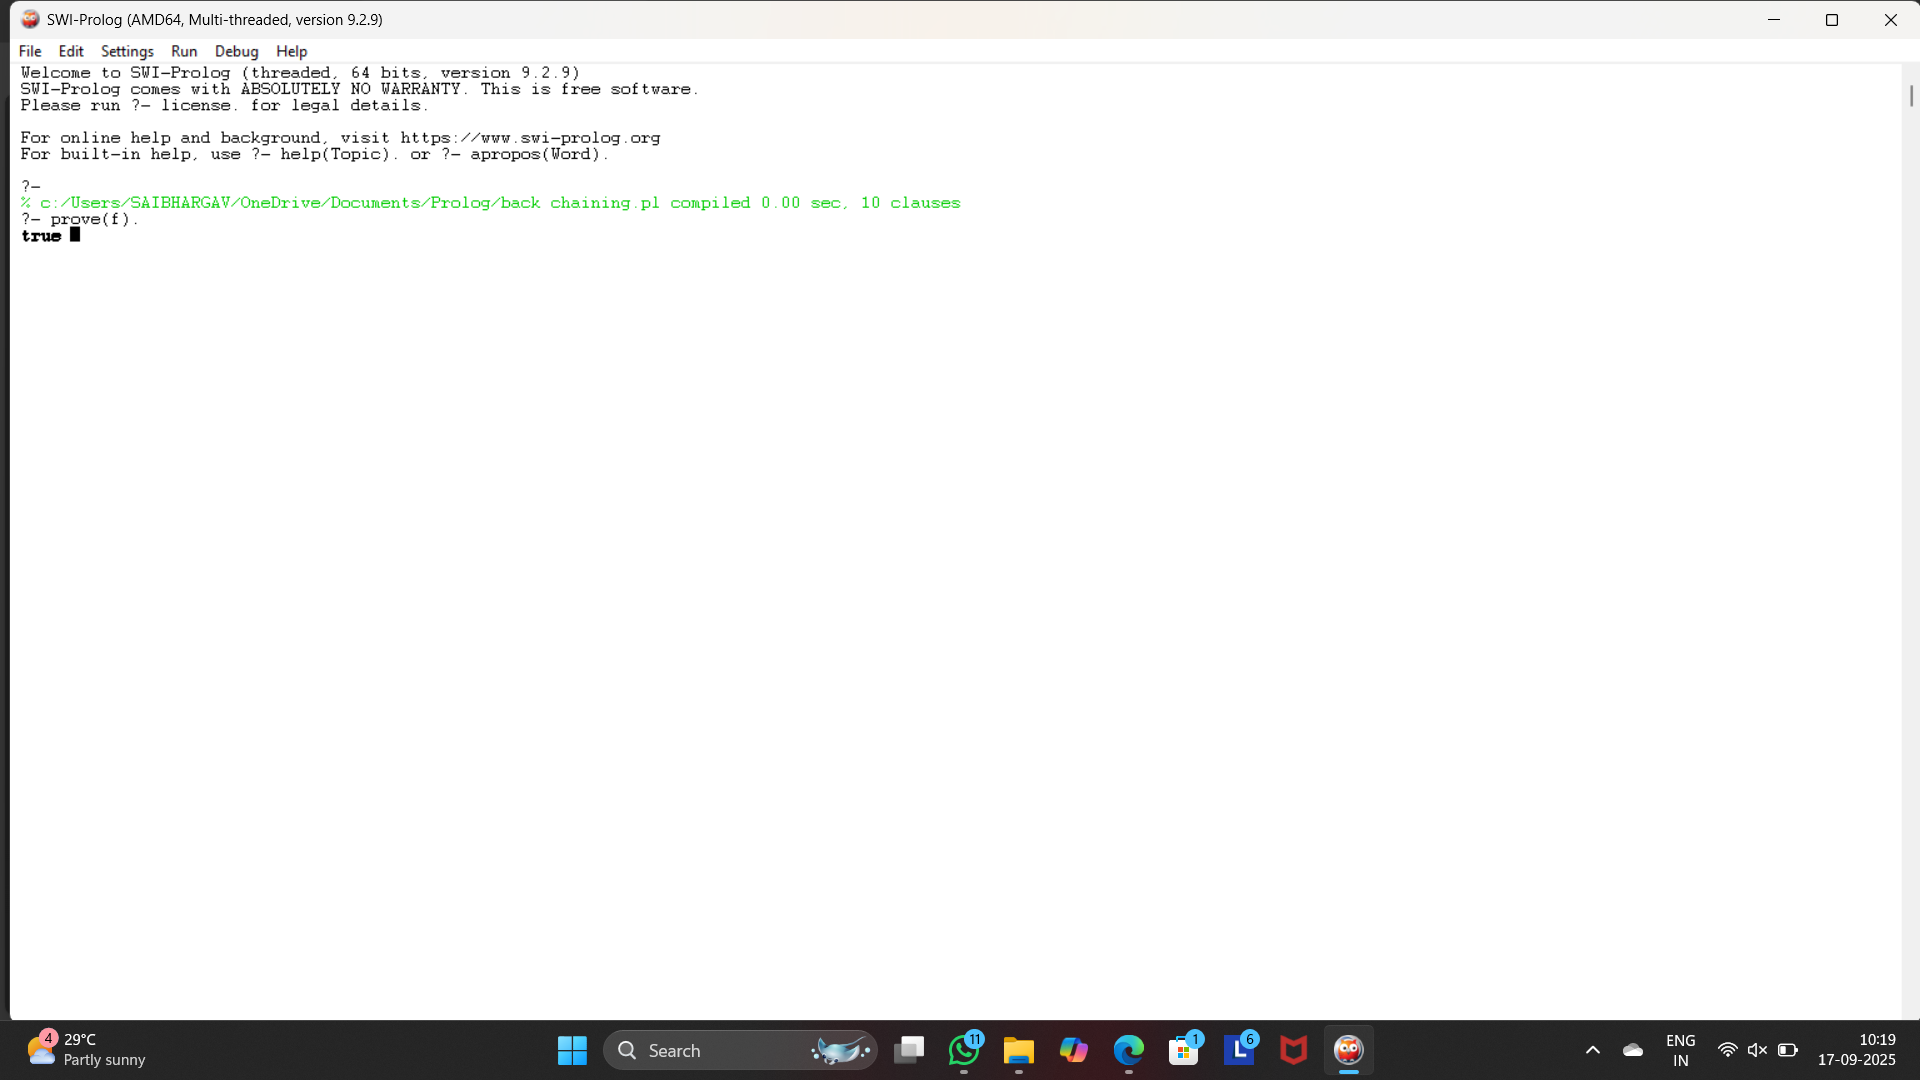 SWI-Prolog (AMD64, Multi-threaded, version 9.2.9)
File Edit Settings Run Debug Help
Welcome to SWI-Prolog (threaded, 64 bits, version 9.2.9)
SWI-Prolog comes with ABSOLUTELY NO WARRANTY. This is free software.
Please run ?- license. for legal details.
For online help and background, visit https://www.swi-prolog.org
For built-in help, use ?- help(Topic). or ?- apropos(Word).
?-
% c:/Users/SAIBHARGAV/OneDrive/Documents/Prolog/back chaining.pl compiled 0.00 sec, 10 clauses
?- prove(f).
true
4 29°C
Partly sunny
Search
11
1
L 6
ENG
IN
10:19
17-09-2025